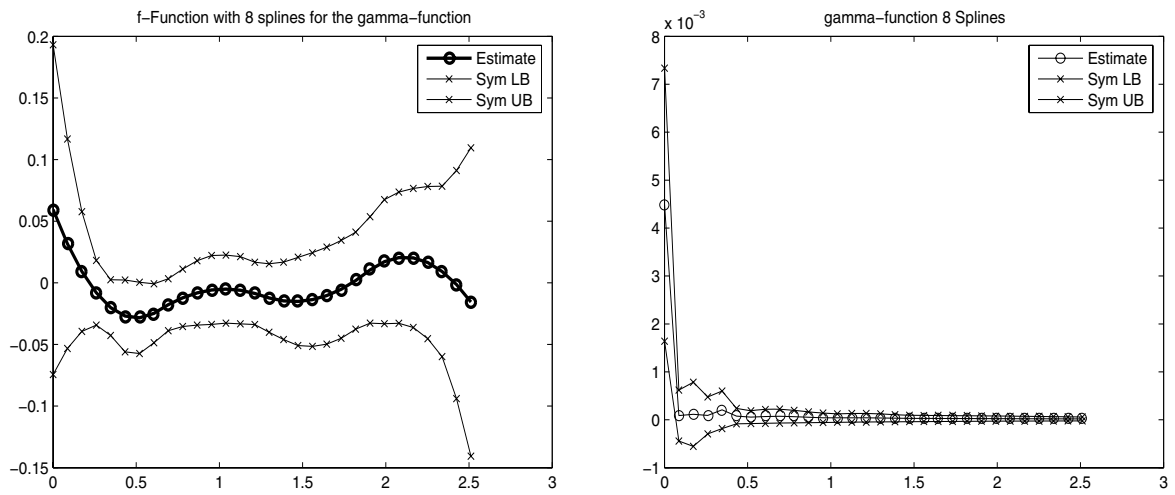 f−Function with 8 splines for the gamma−function
0.2
0.15
0.1
0.05
0
−0.05
−0.1
−0.15
0 0.5 1 1.5 2 2.5 3
Estimate
Sym LB
Sym UB
gamma−function 8 Splines
x 10⁻³
8
7
6
5
4
3
2
1
0
−1
0 0.5 1 1.5 2 2.5 3
Estimate
Sym LB
Sym UB